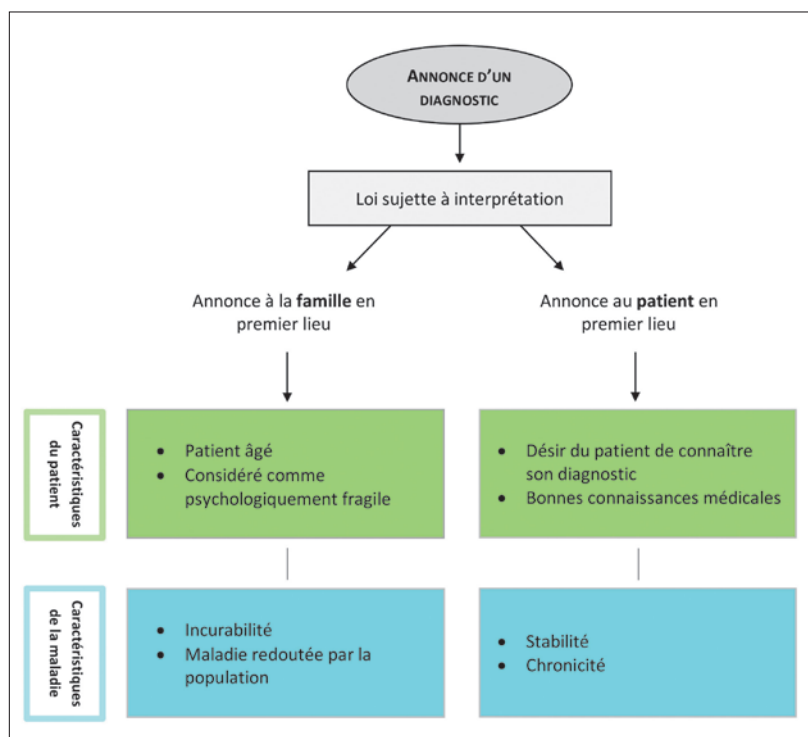 ANNONCE D'UN
DIAGNOSTIC
Loi sujette à interprétation
Annonce à la famille en
premier lieu
Annonce au patient en
premier lieu
Caractéristiques
du patient
• Patient âgé
• Considéré comme
psychologiquement fragile
• Désir du patient de connaître
son diagnostic
• Bonnes connaissances médicales
Caractéristiques
de la maladie
• Incurabilité
• Maladie redoutée par la
population
• Stabilité
• Chronicité